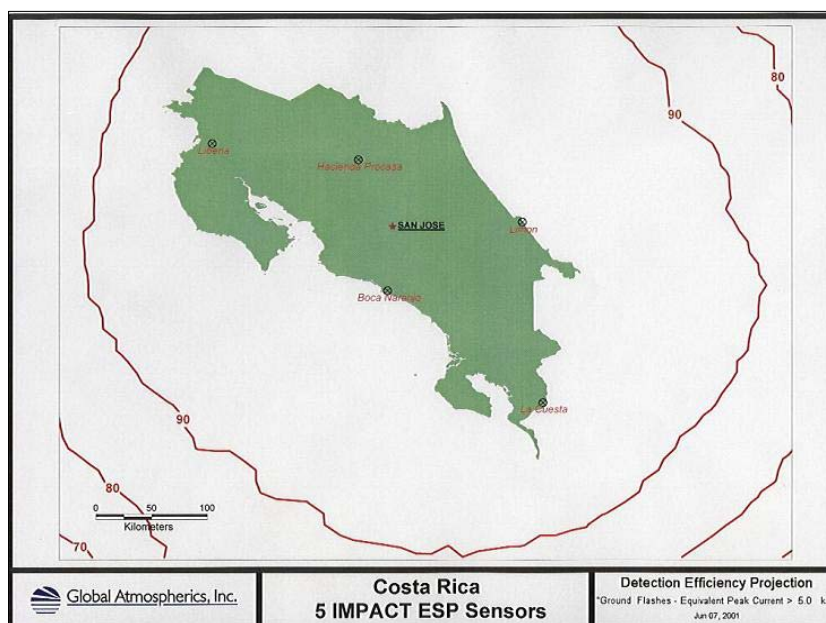 80
90
Liberia
Hacienda Procasa
SAN JOSE
Limon
Boca Naranjo
La Cuesta
90
80
70
0 50 100
Kilometers
Global Atmospherics, Inc.
Costa Rica
5 IMPACT ESP Sensors
Detection Efficiency Projection
*Ground Flashes - Equivalent Peak Current > 5.0 k
Jun 07, 2001